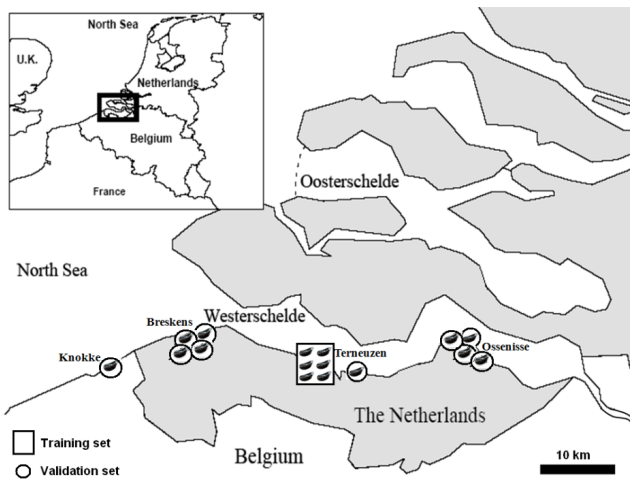 North Sea
U.K.
Netherlands
Belgium
France
Oosterschelde
North Sea
Westerschelde
Breskens
Knokke
Terneuzen
Ossenisse
The Netherlands
Belgium
Training set
Validation set
10 km